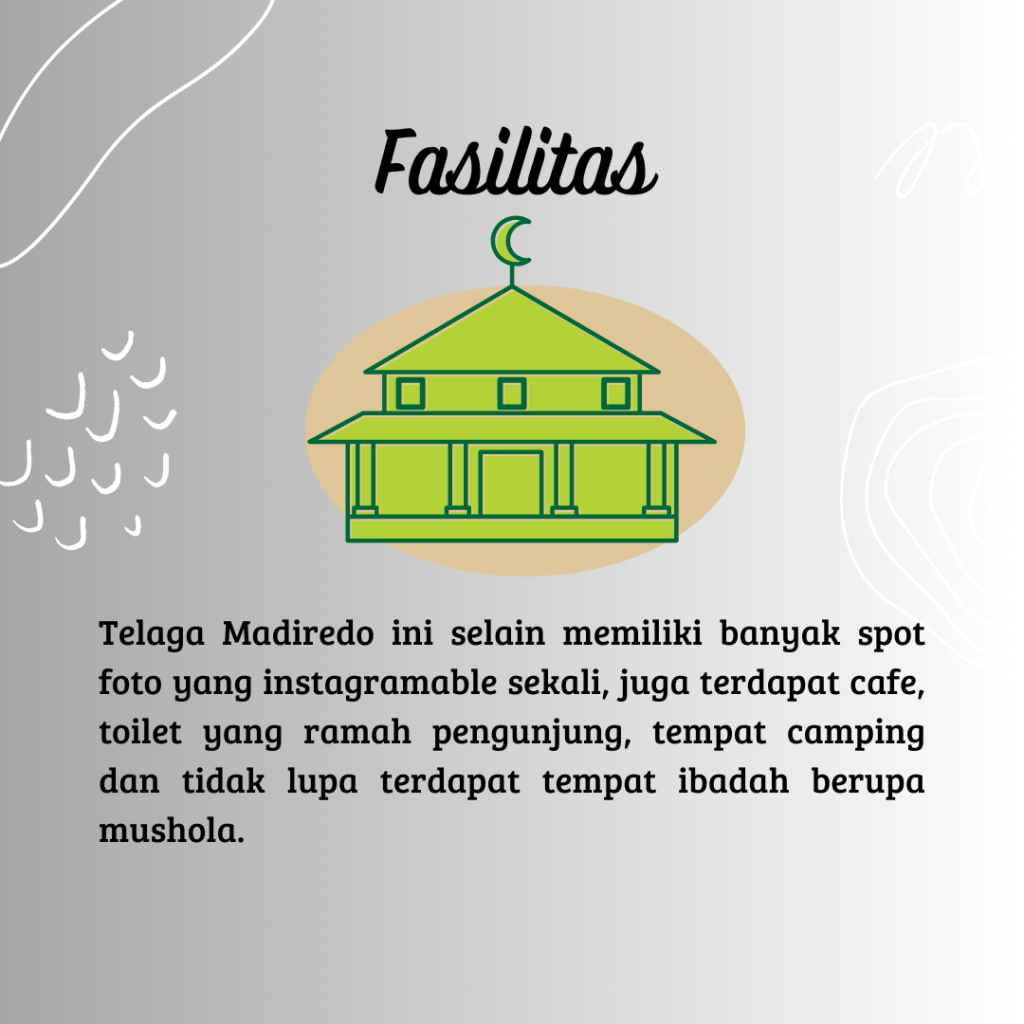 Fasilitas
Telaga Madiredo ini selain memiliki banyak spot
foto yang instagramable sekali, juga terdapat cafe,
toilet yang ramah pengunjung, tempat camping
dan tidak lupa terdapat tempat ibadah berupa
mushola.